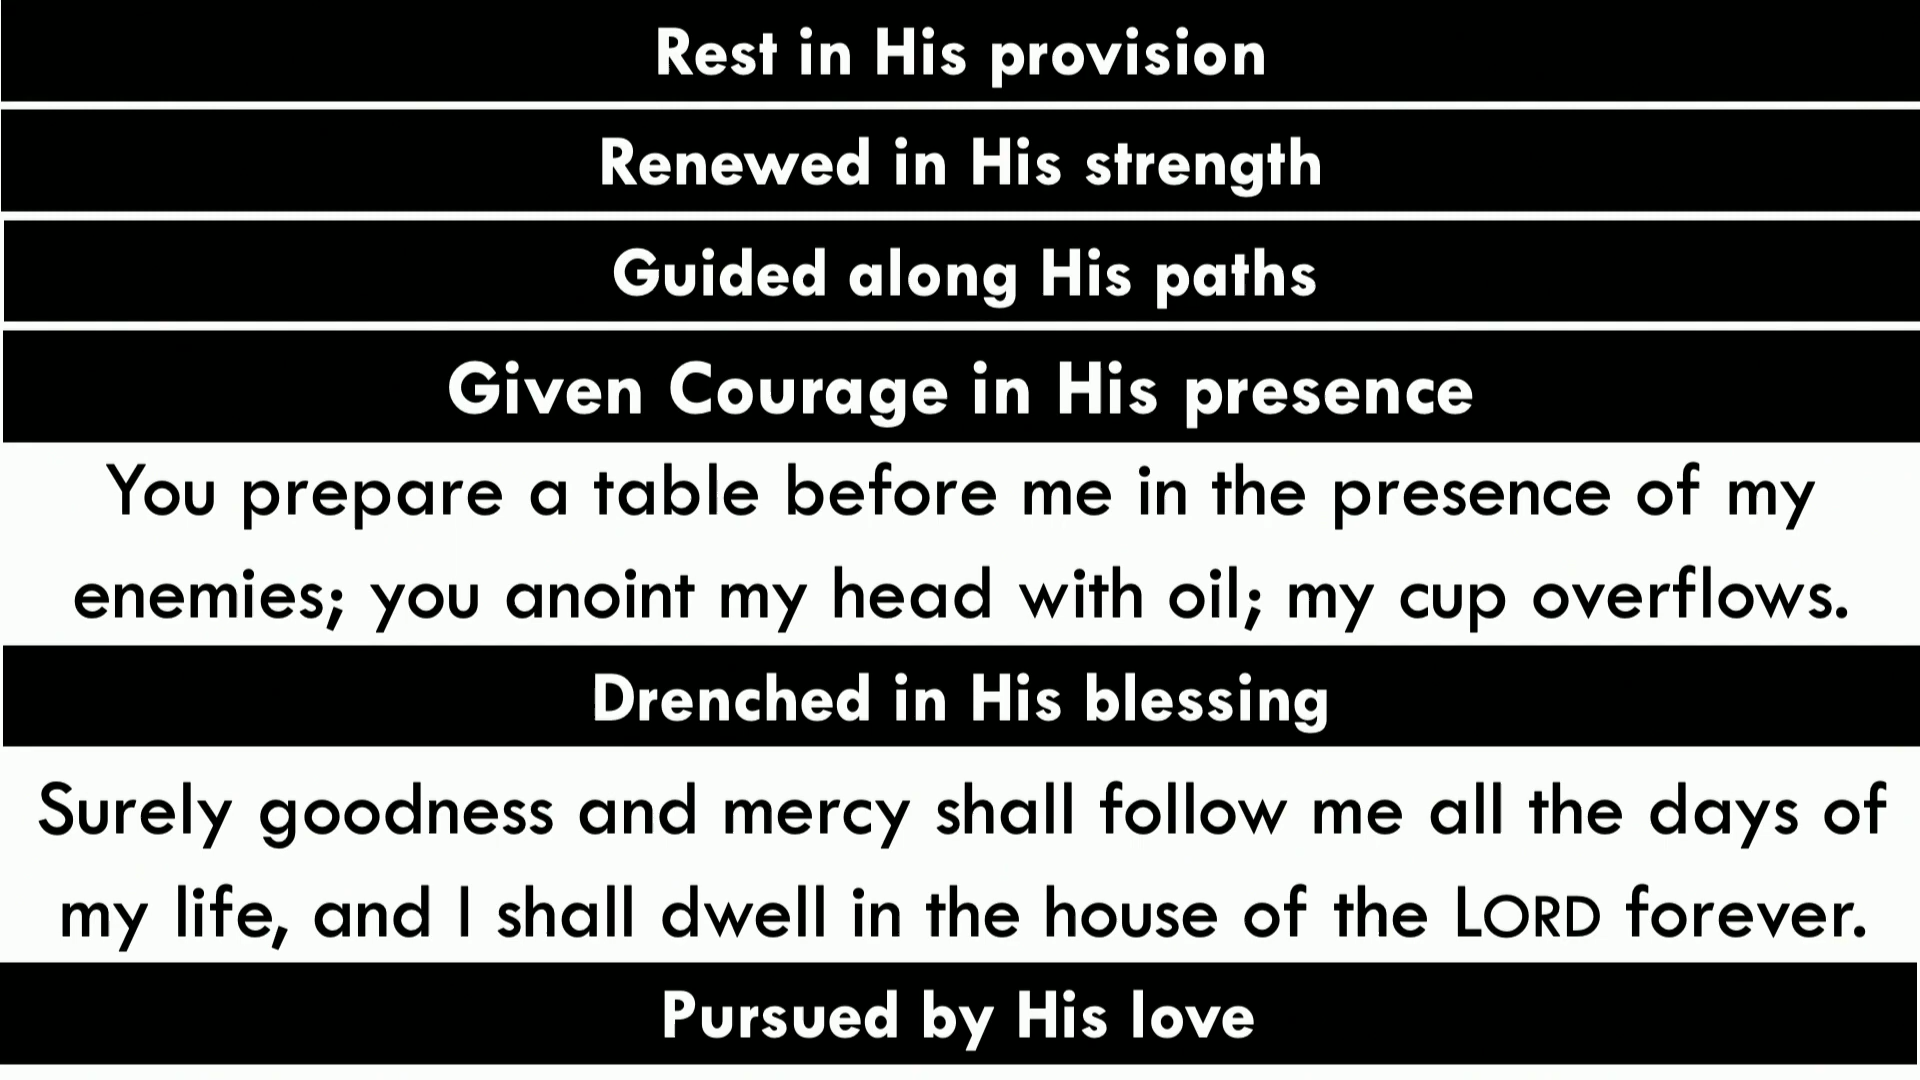 Rest in His provision
Renewed in His strength
Guided along His paths
Given Courage in His presence
You prepare a table before me in the presence of my
enemies; you anoint my head with oil; my cup overflows.
Drenched in His blessing
Surely goodness and mercy shall follow me all the days of
my life, and I shall dwell in the house of the LORD forever.
Pursued by His love